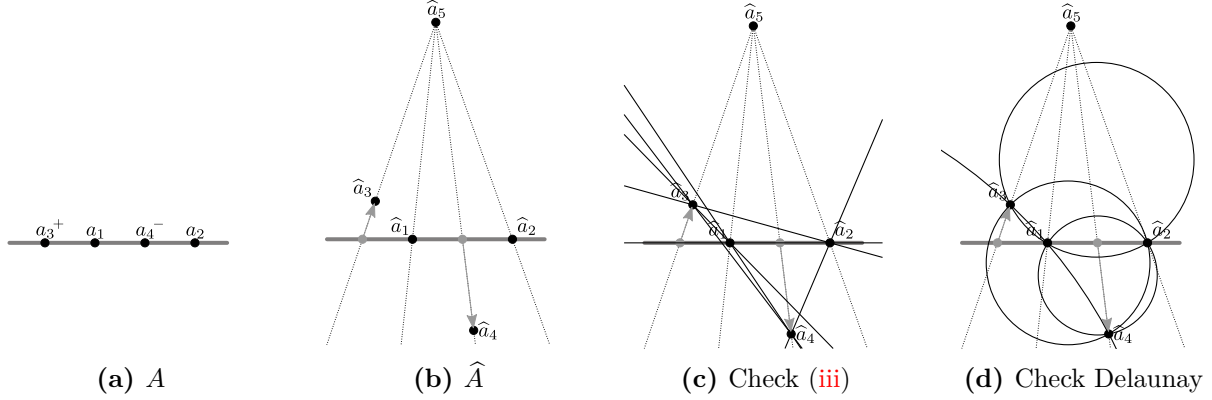 â₅ â₅ â₅
â₃ â₃ â₃
a₃⁺ a₁ a₄⁻ a₂ â₁ â₂ â₁ â₂ â₁ â₂
â₄ â₄ â₄
(a) A (b) Â (c) Check (iii) (d) Check Delaunay